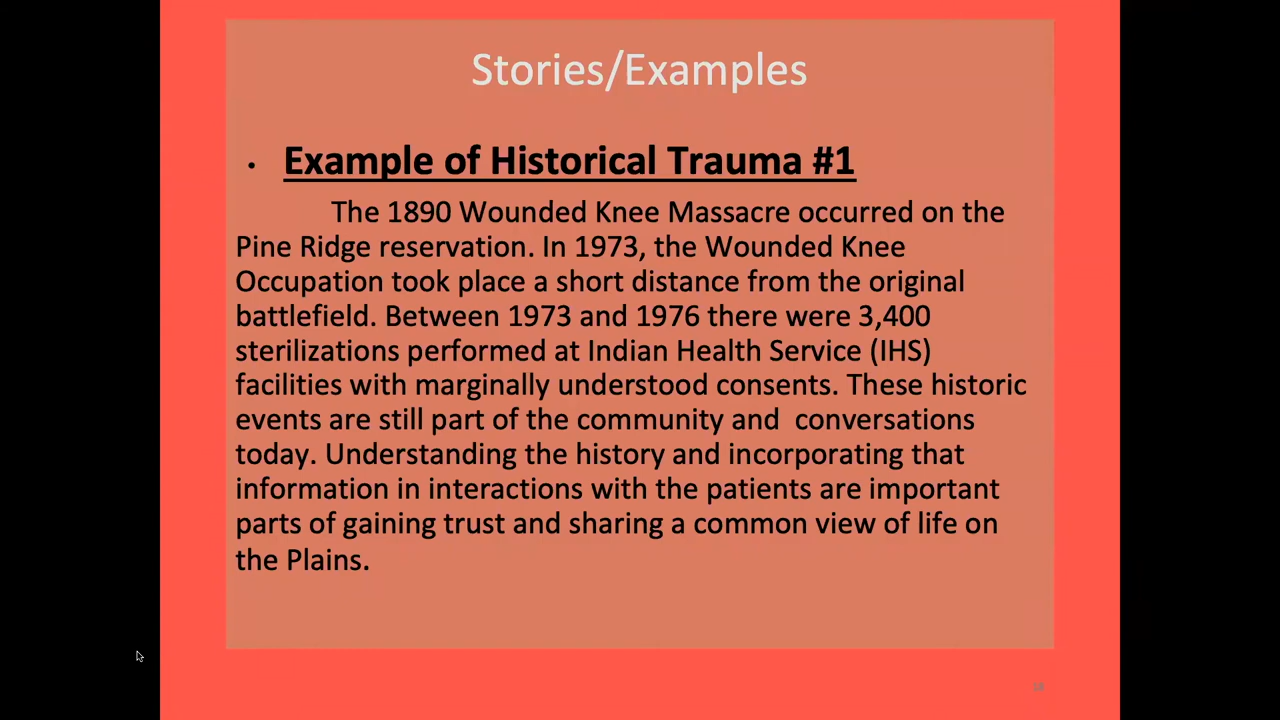 Stories/Examples
• Example of Historical Trauma #1
The 1890 Wounded Knee Massacre occurred on the
Pine Ridge reservation. In 1973, the Wounded Knee
Occupation took place a short distance from the original
battlefield. Between 1973 and 1976 there were 3,400
sterilizations performed at Indian Health Service (IHS)
facilities with marginally understood consents. These historic
events are still part of the community and  conversations
today. Understanding the history and incorporating that
information in interactions with the patients are important
parts of gaining trust and sharing a common view of life on
the Plains.